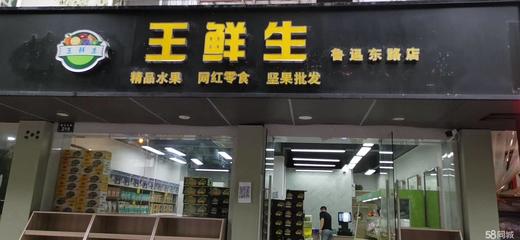 王鲜生
王鲜生
鲁迅东路店
精品水果 网红零食 坚果批发
58同城